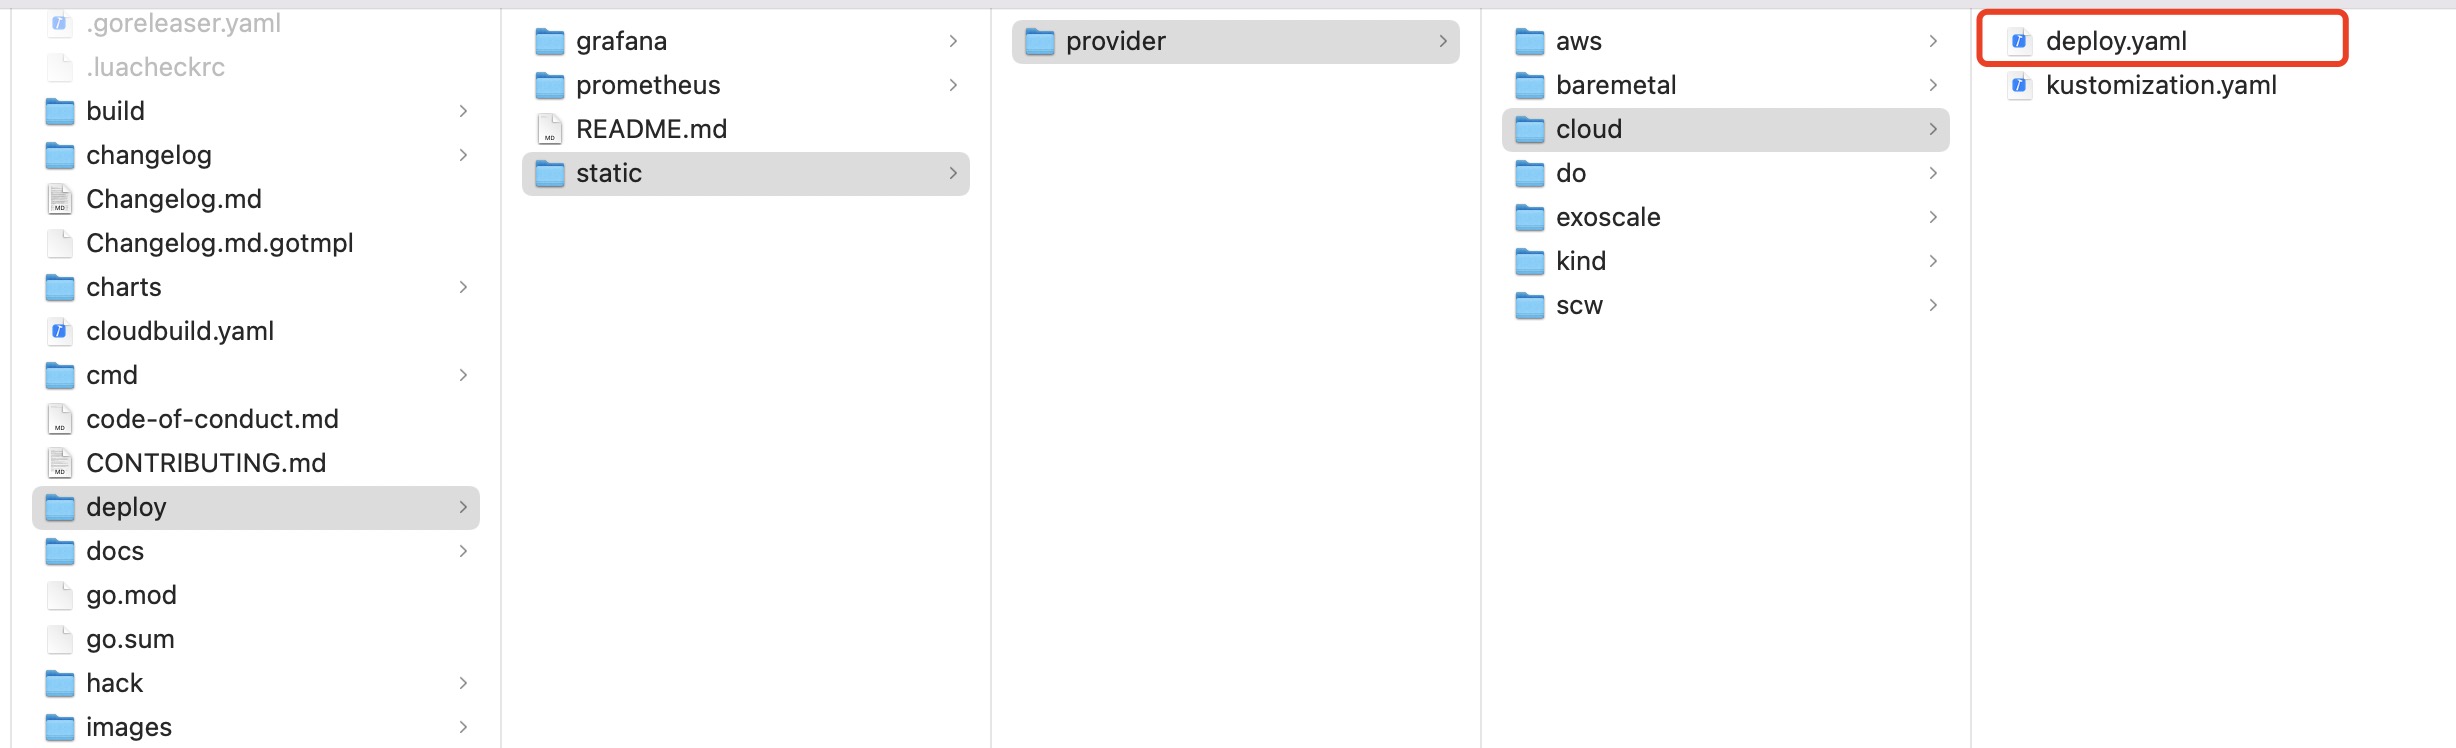 .goreleaser.yaml
.luacheckrc
build
changelog
Changelog.md
Changelog.md.gotmpl
charts
cloudbuild.yaml
cmd
code-of-conduct.md
CONTRIBUTING.md
deploy
docs
go.mod
go.sum
hack
images
grafana
prometheus
README.md
static
provider
aws
baremetal
cloud
do
exoscale
kind
scw
deploy.yaml
kustomization.yaml